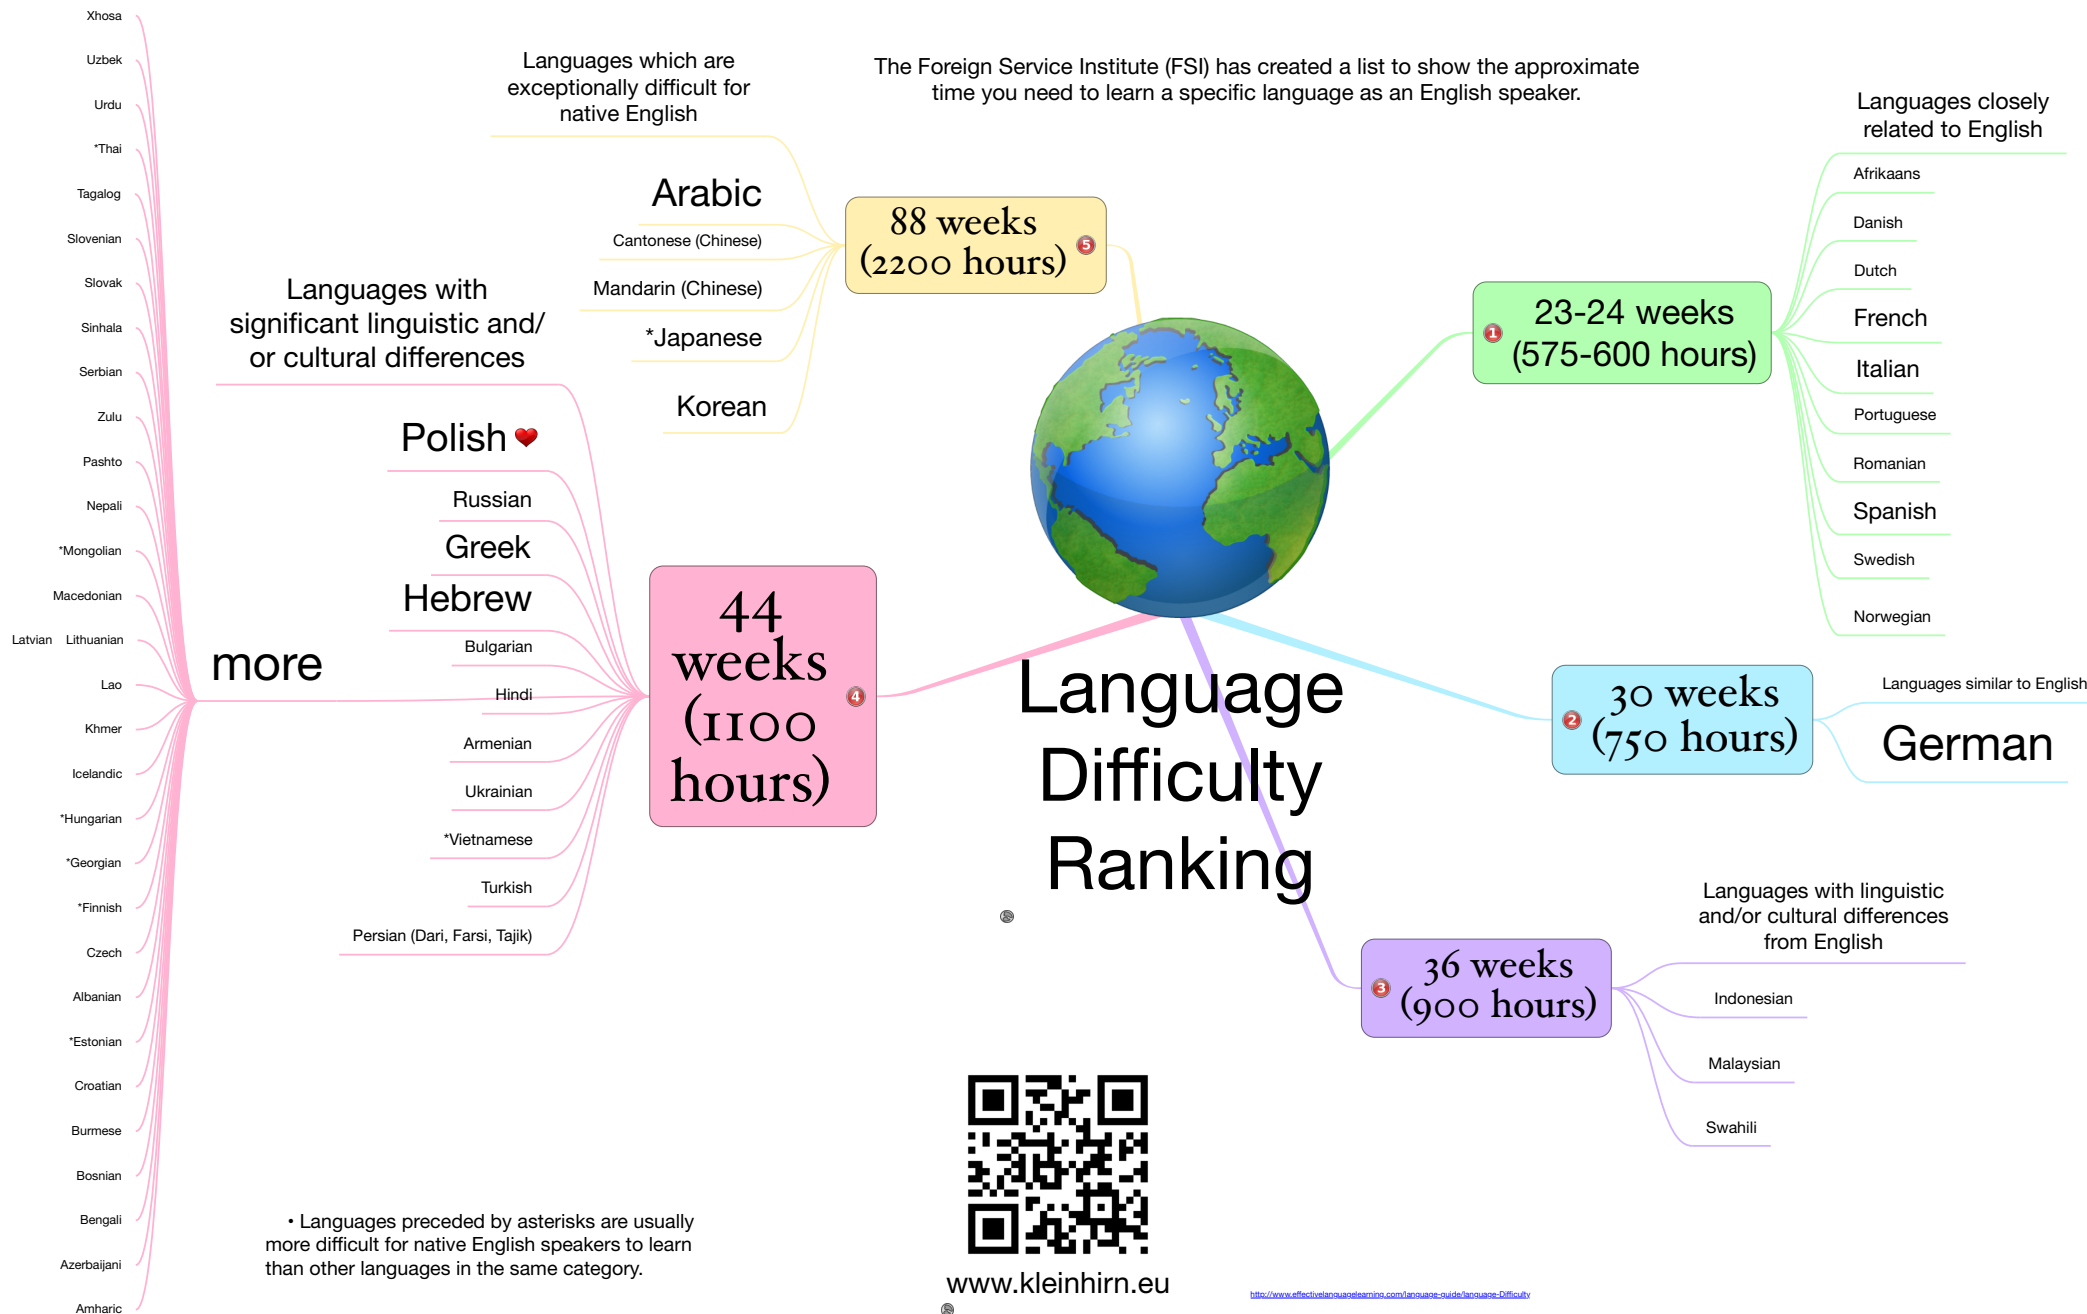 The Foreign Service Institute (FSI) has created a list to show the approximate
time you need to learn a specific language as an English speaker.
Language
Difficulty
Ranking
1
23-24 weeks
(575-600 hours)
Languages closely
related to English
Afrikaans
Danish
Dutch
French
Italian
Portuguese
Romanian
Spanish
Swedish
Norwegian
2
30 weeks
(750 hours)
Languages similar to English
German
3
36 weeks
(900 hours)
Languages with linguistic
and/or cultural differences
from English
Indonesian
Malaysian
Swahili
4
44
weeks
(1100
hours)
Languages with
significant linguistic and/
or cultural differences
Polish
Russian
Greek
Hebrew
Bulgarian
Hindi
Armenian
Ukrainian
*Vietnamese
Turkish
Persian (Dari, Farsi, Tajik)
more
Xhosa
Uzbek
Urdu
*Thai
Tagalog
Slovenian
Slovak
Sinhala
Serbian
Zulu
Pashto
Nepali
*Mongolian
Macedonian
Latvian Lithuanian
Lao
Khmer
Icelandic
*Hungarian
*Georgian
*Finnish
Czech
Albanian
*Estonian
Croatian
Burmese
Bosnian
Bengali
Azerbaijani
Amharic
5
88 weeks
(2200 hours)
Languages which are
exceptionally difficult for
native English
Arabic
Cantonese (Chinese)
Mandarin (Chinese)
*Japanese
Korean
• Languages preceded by asterisks are usually
more difficult for native English speakers to learn
than other languages in the same category.
www.kleinhirn.eu
http://www.effectivelanguagelearning.com/language-guide/language-Difficulty